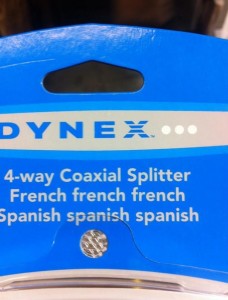 DYNEX
4-way Coaxial Splitter
French french french
Spanish spanish spanish